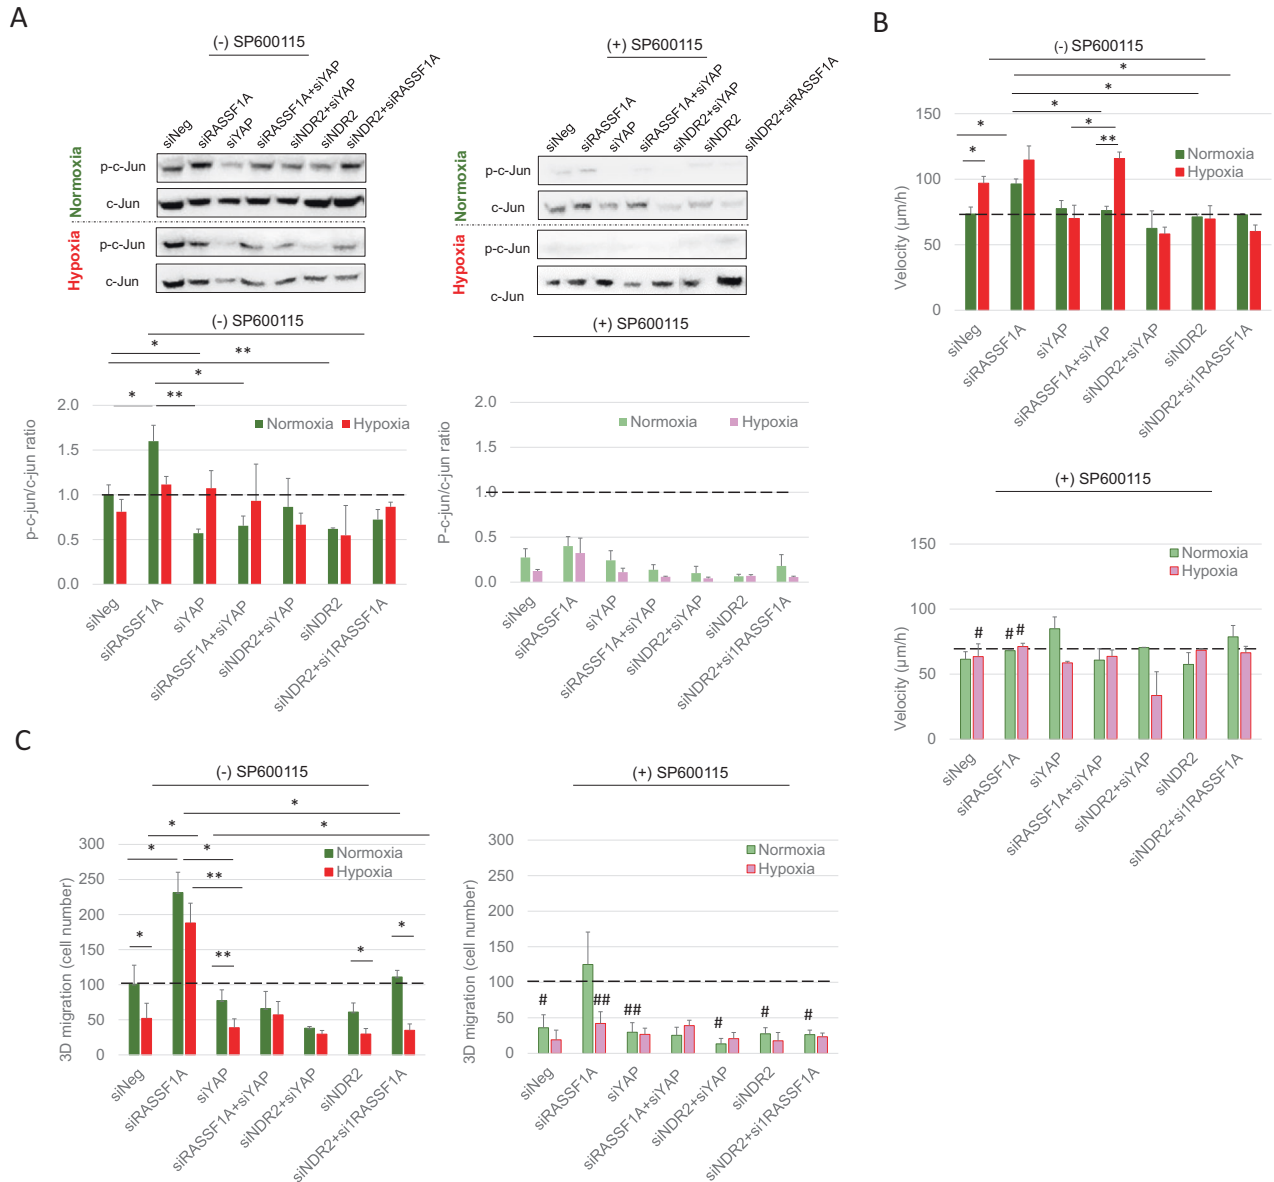 A
(-) SP600115
siNeg
siRASSF1A
siYAP
siRASSF1A+siYAP
siNDR2+siYAP
siNDR2
siNDR2+siRASSF1A
Normoxia
p-c-Jun
c-Jun
Hypoxia
p-c-Jun
c-Jun
(+) SP600115
siNeg
siRASSF1A
siYAP
siRASSF1A+siYAP
siNDR2+siYAP
siNDR2
siNDR2+siRASSF1A
Normoxia
p-c-Jun
c-Jun
Hypoxia
p-c-Jun
c-Jun
(-) SP600115
*
**
*
* **
2.0
1.5
1.0
0.5
0.0
p-c-jun/c-jun ratio
Normoxia Hypoxia
siNeg
siRASSF1A
siYAP
siRASSF1A+siYAP
siNDR2+siYAP
siNDR2
siNDR2+si1RASSF1A
(+) SP600115
2.0
1.5
1.0
0.5
0.0
P-c-jun/c-jun ratio
Normoxia Hypoxia
siNeg
siRASSF1A
siYAP
siRASSF1A+siYAP
siNDR2+siYAP
siNDR2
siNDR2+si1RASSF1A
B
(-) SP600115
*
*
*
* *
* **
150
100
50
0
Velocity (µm/h)
Normoxia
Hypoxia
siNeg
siRASSF1A
siYAP
siRASSF1A+siYAP
siNDR2+siYAP
siNDR2
siNDR2+si1RASSF1A
(+) SP600115
150
100
50
0
Velocity (µm/h)
Normoxia
Hypoxia
# # #
siNeg
siRASSF1A
siYAP
siRASSF1A+siYAP
siNDR2+siYAP
siNDR2
siNDR2+si1RASSF1A
C
(-) SP600115
*
* *
* *
**
* ** * *
300
250
200
150
100
50
0
3D migration (cell number)
Normoxia
Hypoxia
siNeg
siRASSF1A
siYAP
siRASSF1A+siYAP
siNDR2+siYAP
siNDR2
siNDR2+si1RASSF1A
(+) SP600115
300
250
200
150
100
50
0
3D migration (cell number)
Normoxia
Hypoxia
# ## ## # # #
siNeg
siRASSF1A
siYAP
siRASSF1A+siYAP
siNDR2+siYAP
siNDR2
siNDR2+si1RASSF1A